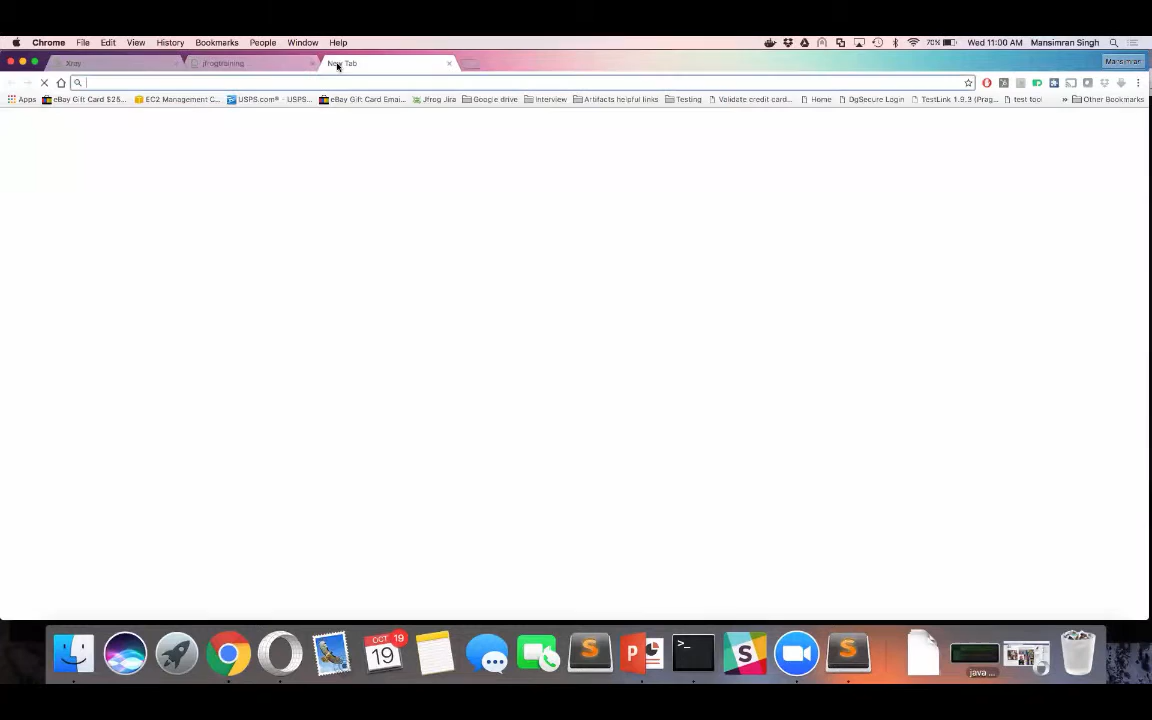 Chrome File Edit View History Bookmarks People Window Help 70% Wed 11:00 AM Mansimran Singh
Xray jfrogtraining New Tab Mansimran
Apps eBay Gift Card $25... EC2 Management C... USPS.com® - USPS... eBay Gift Card Emai... Jfrog Jira Google drive Interview Artifacts helpful links Testing Validate credit card... Home DgSecure Login TestLink 1.9.3 (Prag... test tool » Other Bookmarks
OCT 19
19
java ...